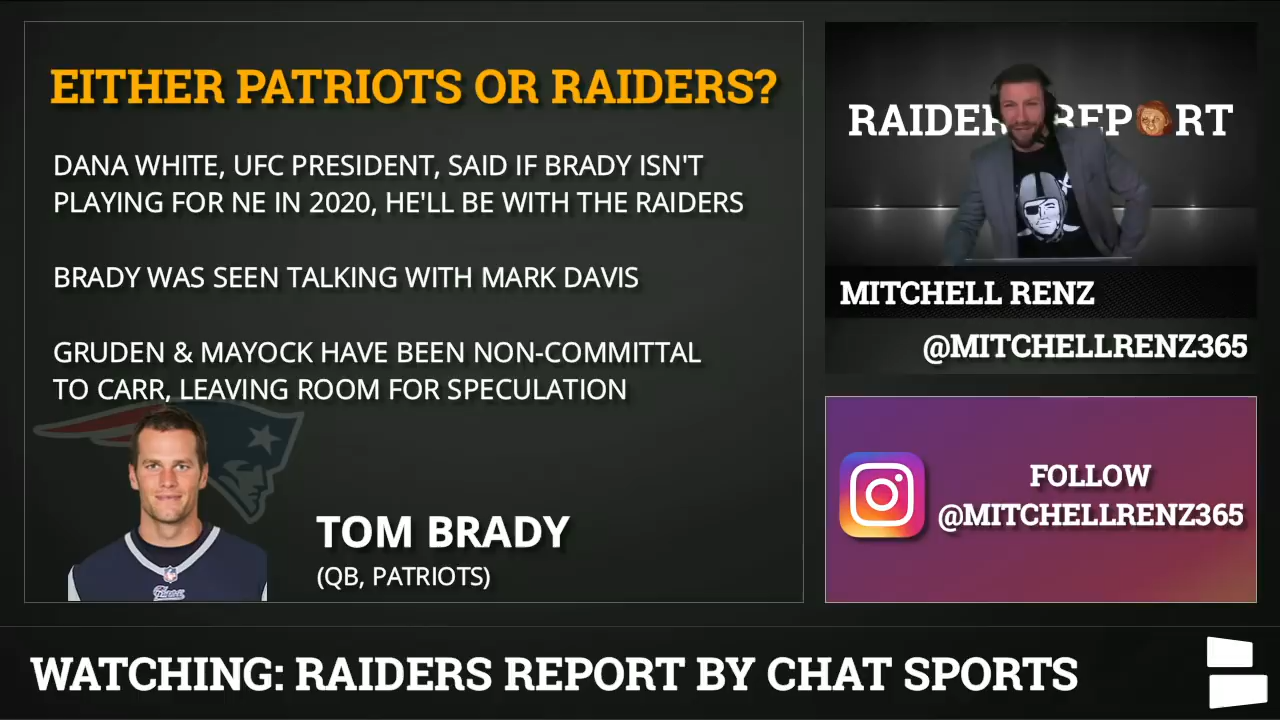 EITHER PATRIOTS OR RAIDERS?
DANA WHITE, UFC PRESIDENT, SAID IF BRADY ISN'T
PLAYING FOR NE IN 2020, HE'LL BE WITH THE RAIDERS
BRADY WAS SEEN TALKING WITH MARK DAVIS
GRUDEN & MAYOCK HAVE BEEN NON-COMMITTAL
TO CARR, LEAVING ROOM FOR SPECULATION
TOM BRADY
(QB, PATRIOTS)
MITCHELL RENZ
@MITCHELLRENZ365
FOLLOW
@MITCHELLRENZ365
WATCHING: RAIDERS REPORT BY CHAT SPORTS